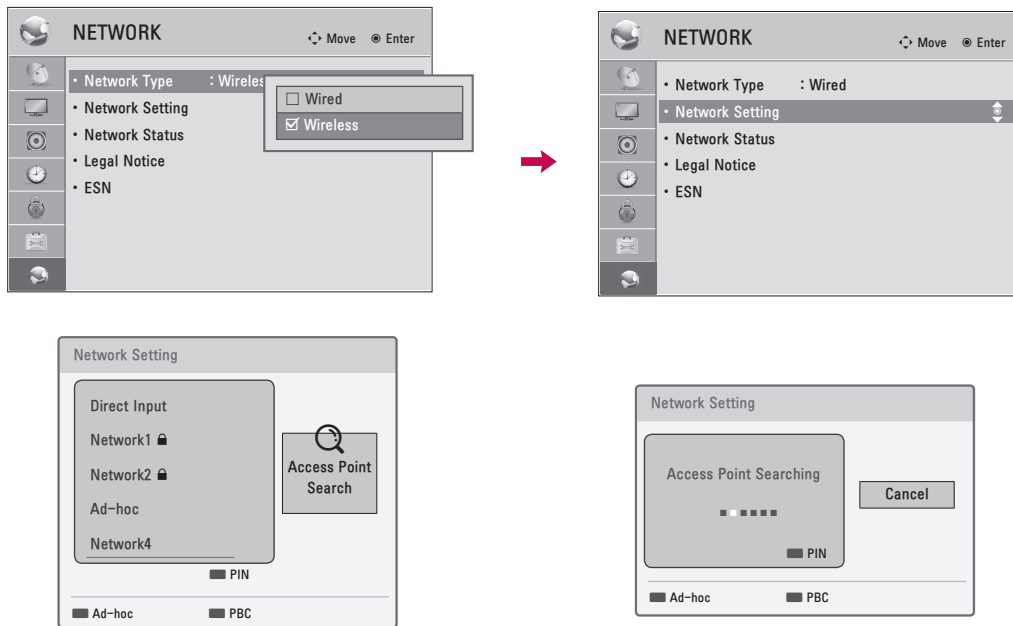 NETWORK
Move Enter
• Network Type : Wireles
Wired
Wireless
• Network Setting
• Network Status
• Legal Notice
• ESN
NETWORK
Move Enter
• Network Type : Wired
• Network Setting
• Network Status
• Legal Notice
• ESN
Network Setting
Direct Input
Network1
Network2
Ad-hoc
Network4
Access Point
Search
PIN
Ad-hoc PBC
Network Setting
Access Point Searching
Cancel
PIN
Ad-hoc PBC